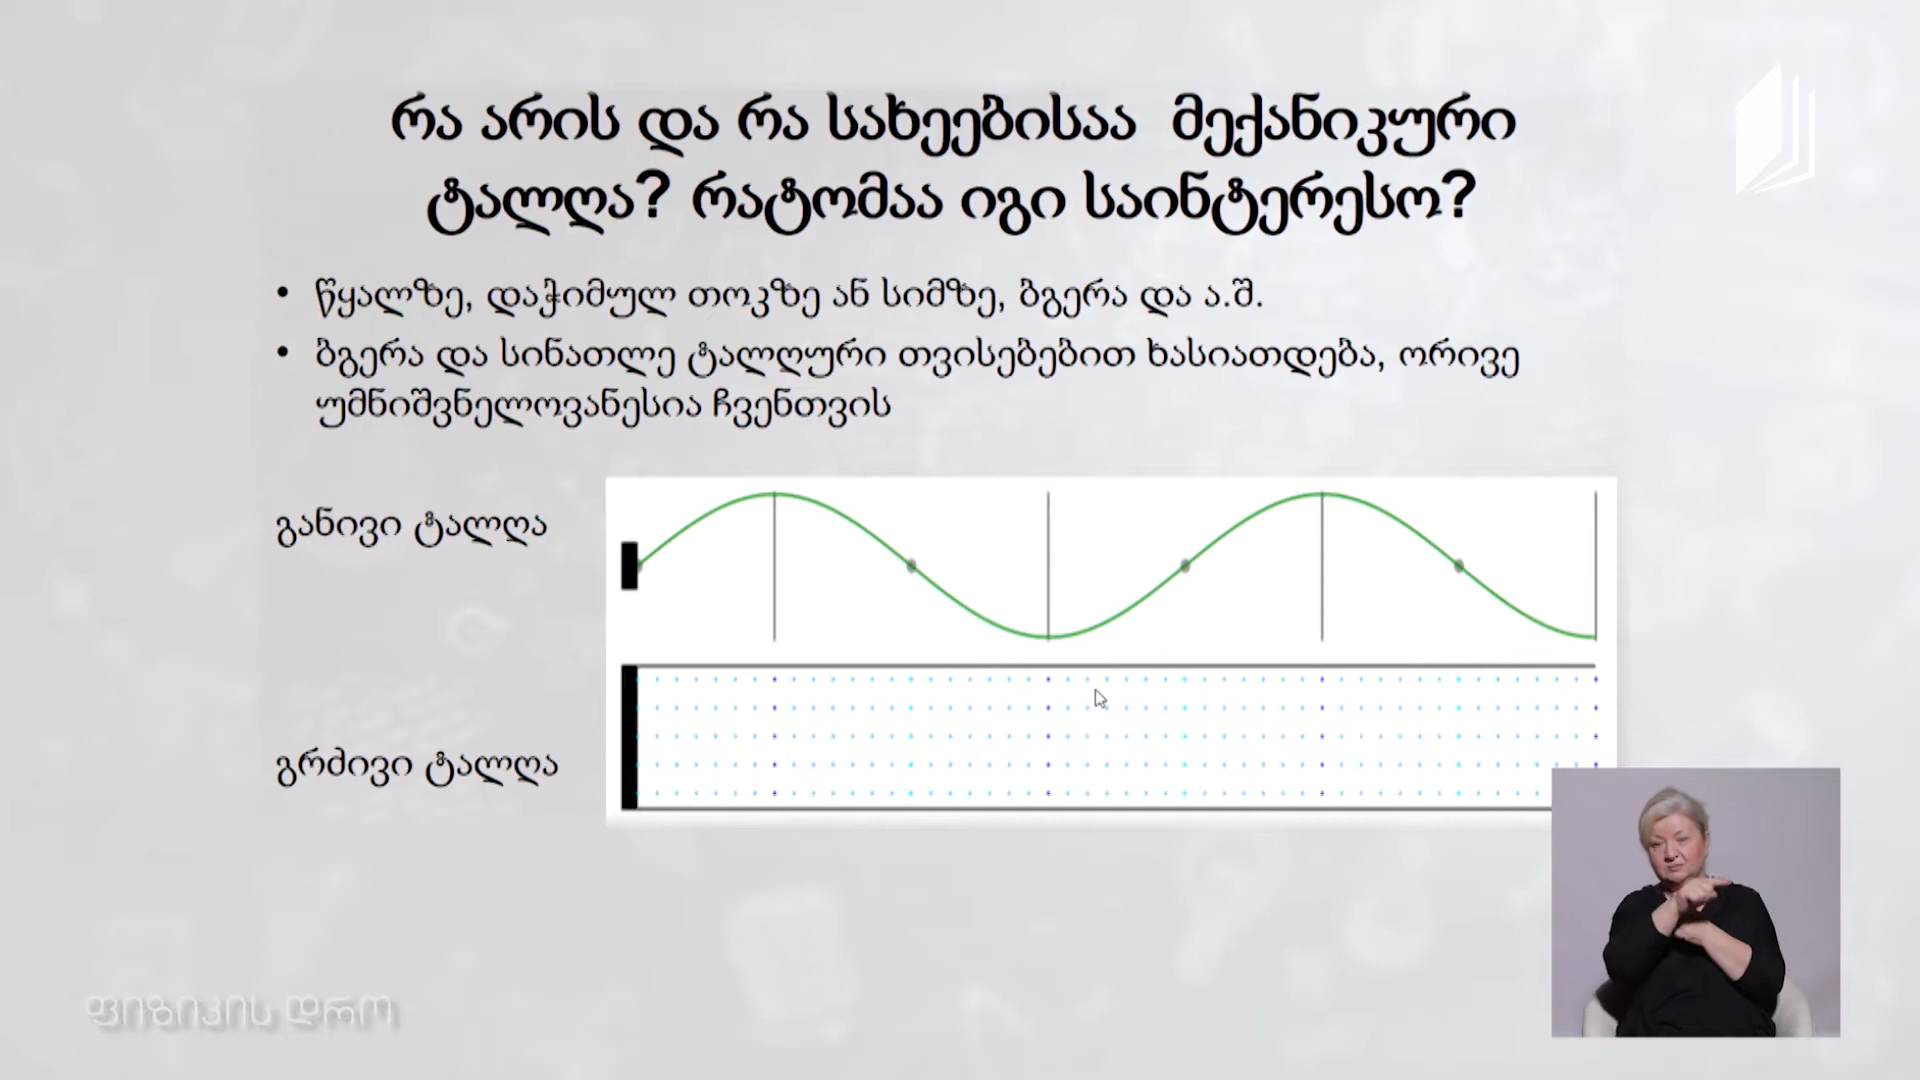 რა არის და რა სახეებისაა მექანიკური
ტალღა? რატომაა იგი საინტერესო?
• წყალზე, დაჭიმულ თოკზე ან სიმზე, ბგერა და ა.შ.
• ბგერა და სინათლე ტალღური თვისებებით ხასიათდება, ორივე
უმნიშვნელოვანესია ჩვენთვის
განივი ტალღა
გრძივი ტალღა
ფიზიკის დრო